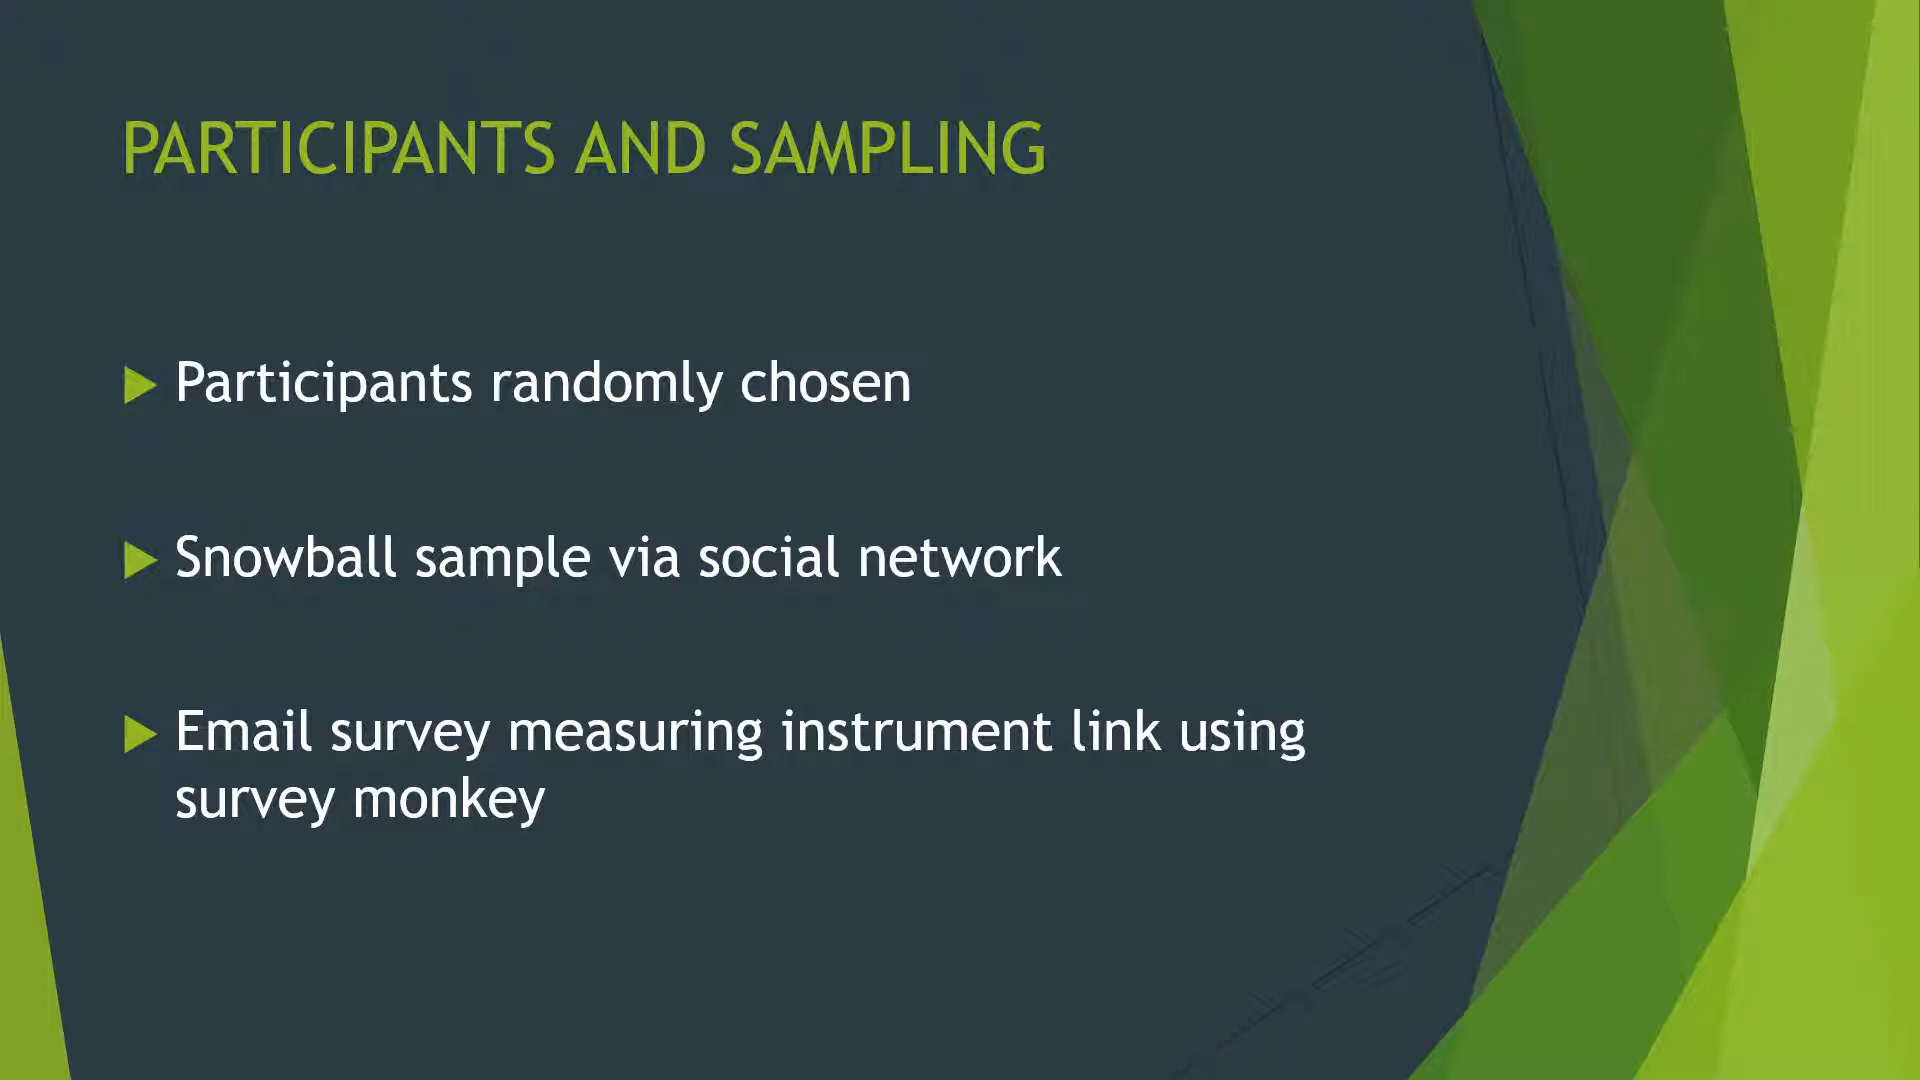 PARTICIPANTS AND SAMPLING
Participants randomly chosen
Snowball sample via social network
Email survey measuring instrument link using
survey monkey